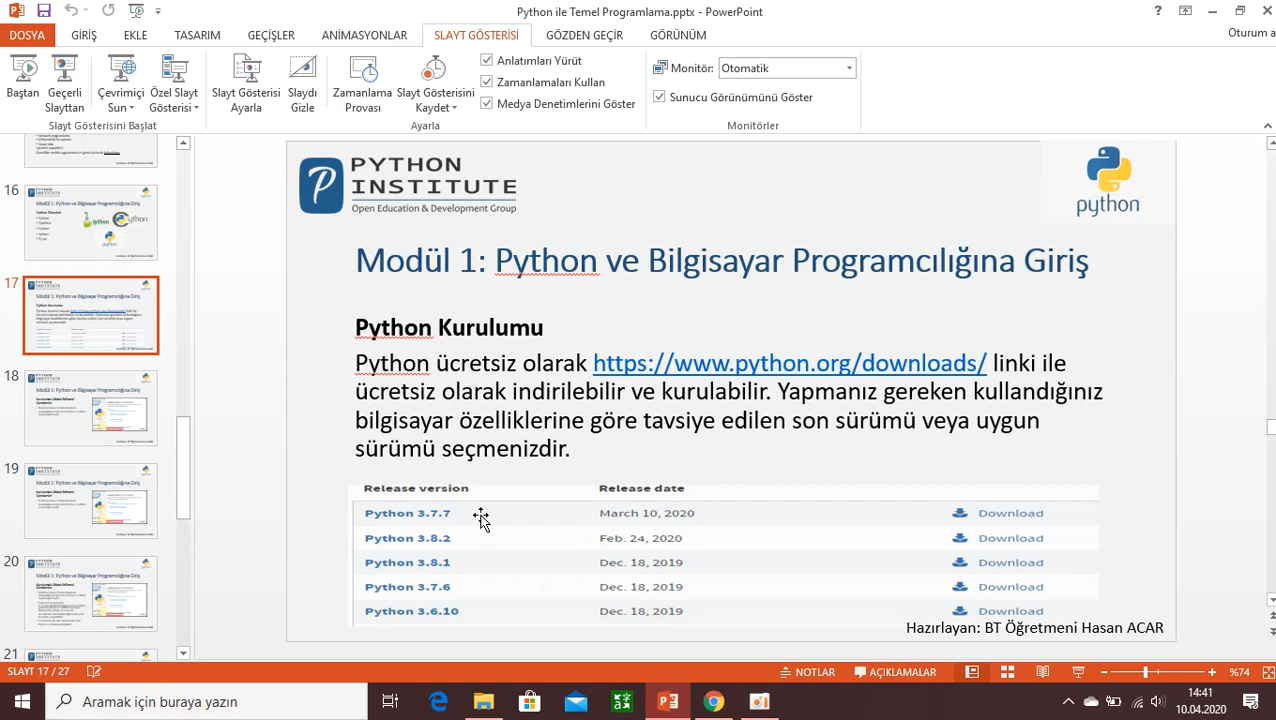 Python ile Temel Programlama.pptx - PowerPoint
DOSYA GİRİŞ EKLE TASARIM GEÇİŞLER ANİMASYONLAR SLAYT GÖSTERİSİ GÖZDEN GEÇİR GÖRÜNÜM Oturum a
Baştan
Geçerli Slayttan
Çevrimiçi Sun
Özel Slayt Gösterisi
Slayt Gösterisini Başlat
Slayt Gösterisi Ayarla
Slaydı Gizle
Zamanlama Provası
Slayt Gösterisini Kaydet
Anlatımları Yürüt
Zamanlamaları Kullan
Medya Denetimlerini Göster
Ayarla
Monitör: Otomatik
Sunucu Görünümünü Göster
Monitörler
16
17
18
19
20
21
PYTHON
INSTITUTE
Open Education & Development Group
python
Modül 1: Python ve Bilgisayar Programcılığına Giriş
Python Kurulumu
Python ücretsiz olarak https://www.python.org/downloads/ linki ile
ücretsiz olarak indirilebilir ve kurulabilir. Yapmanız gereken kullandığınız
bilgisayar özelliklerine göre tavsiye edilen son sürümü veya uygun
sürümü seçmenizdir.
Release version Release date
Python 3.7.7 March 10, 2020 Download
Python 3.8.2 Feb. 24, 2020 Download
Python 3.8.1 Dec. 18, 2019 Download
Python 3.7.6 Dec. 18, 2019 Download
Python 3.6.10 Dec. 18, 2019 Download
Hazırlayan: BT Öğretmeni Hasan ACAR
SLAYT 17 / 27 NOTLAR AÇIKLAMALAR %74
Aramak için buraya yazın
14:41
10.04.2020